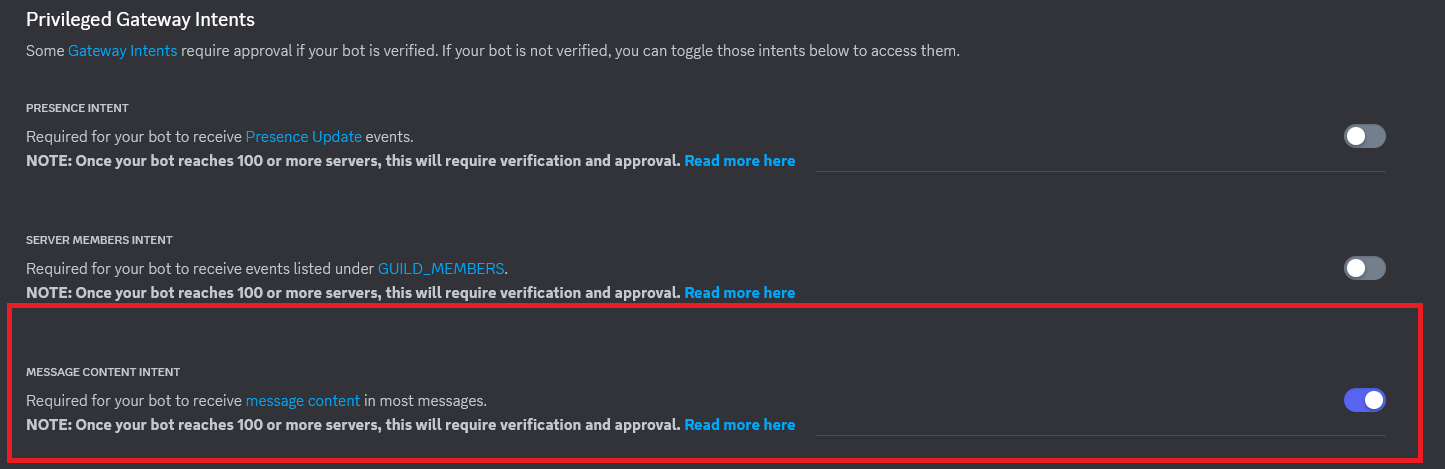 Privileged Gateway Intents
Some Gateway Intents require approval if your bot is verified. If your bot is not verified, you can toggle those intents below to access them.
PRESENCE INTENT
Required for your bot to receive Presence Update events.
NOTE: Once your bot reaches 100 or more servers, this will require verification and approval. Read more here
SERVER MEMBERS INTENT
Required for your bot to receive events listed under GUILD_MEMBERS.
NOTE: Once your bot reaches 100 or more servers, this will require verification and approval. Read more here
MESSAGE CONTENT INTENT
Required for your bot to receive message content in most messages.
NOTE: Once your bot reaches 100 or more servers, this will require verification and approval. Read more here